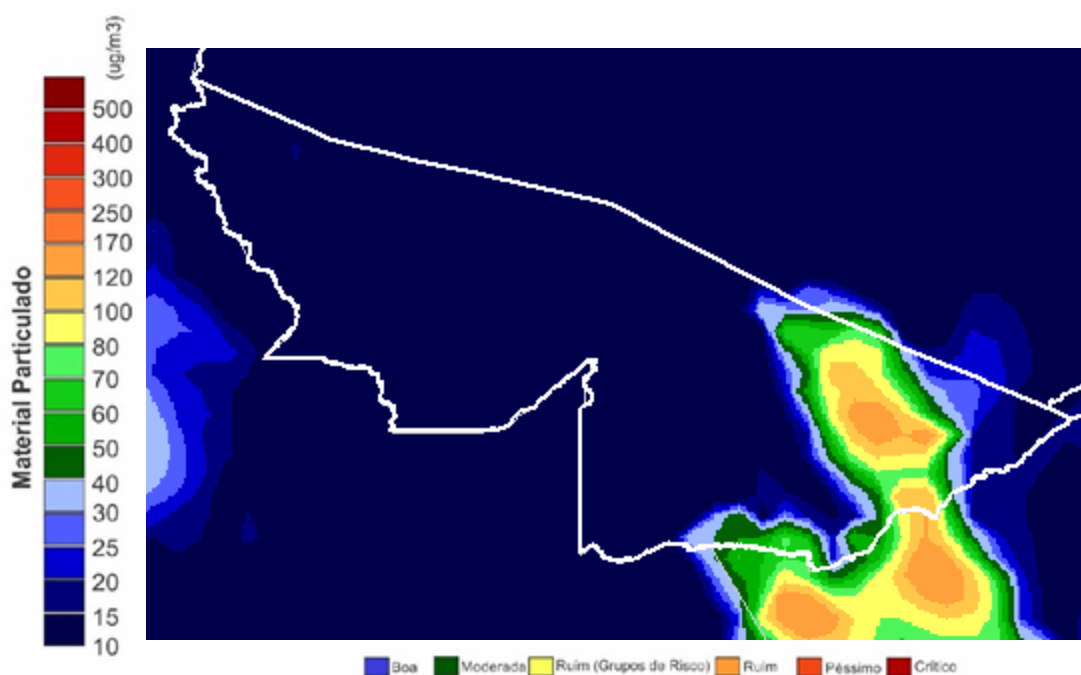 (ug/m3)
500
400
300
250
170
120
100
80
70
60
50
40
30
25
20
15
10
Material Particulado
Boa
Moderada
Ruim (Grupos de Risco)
Ruim
Péssimo
Crítico